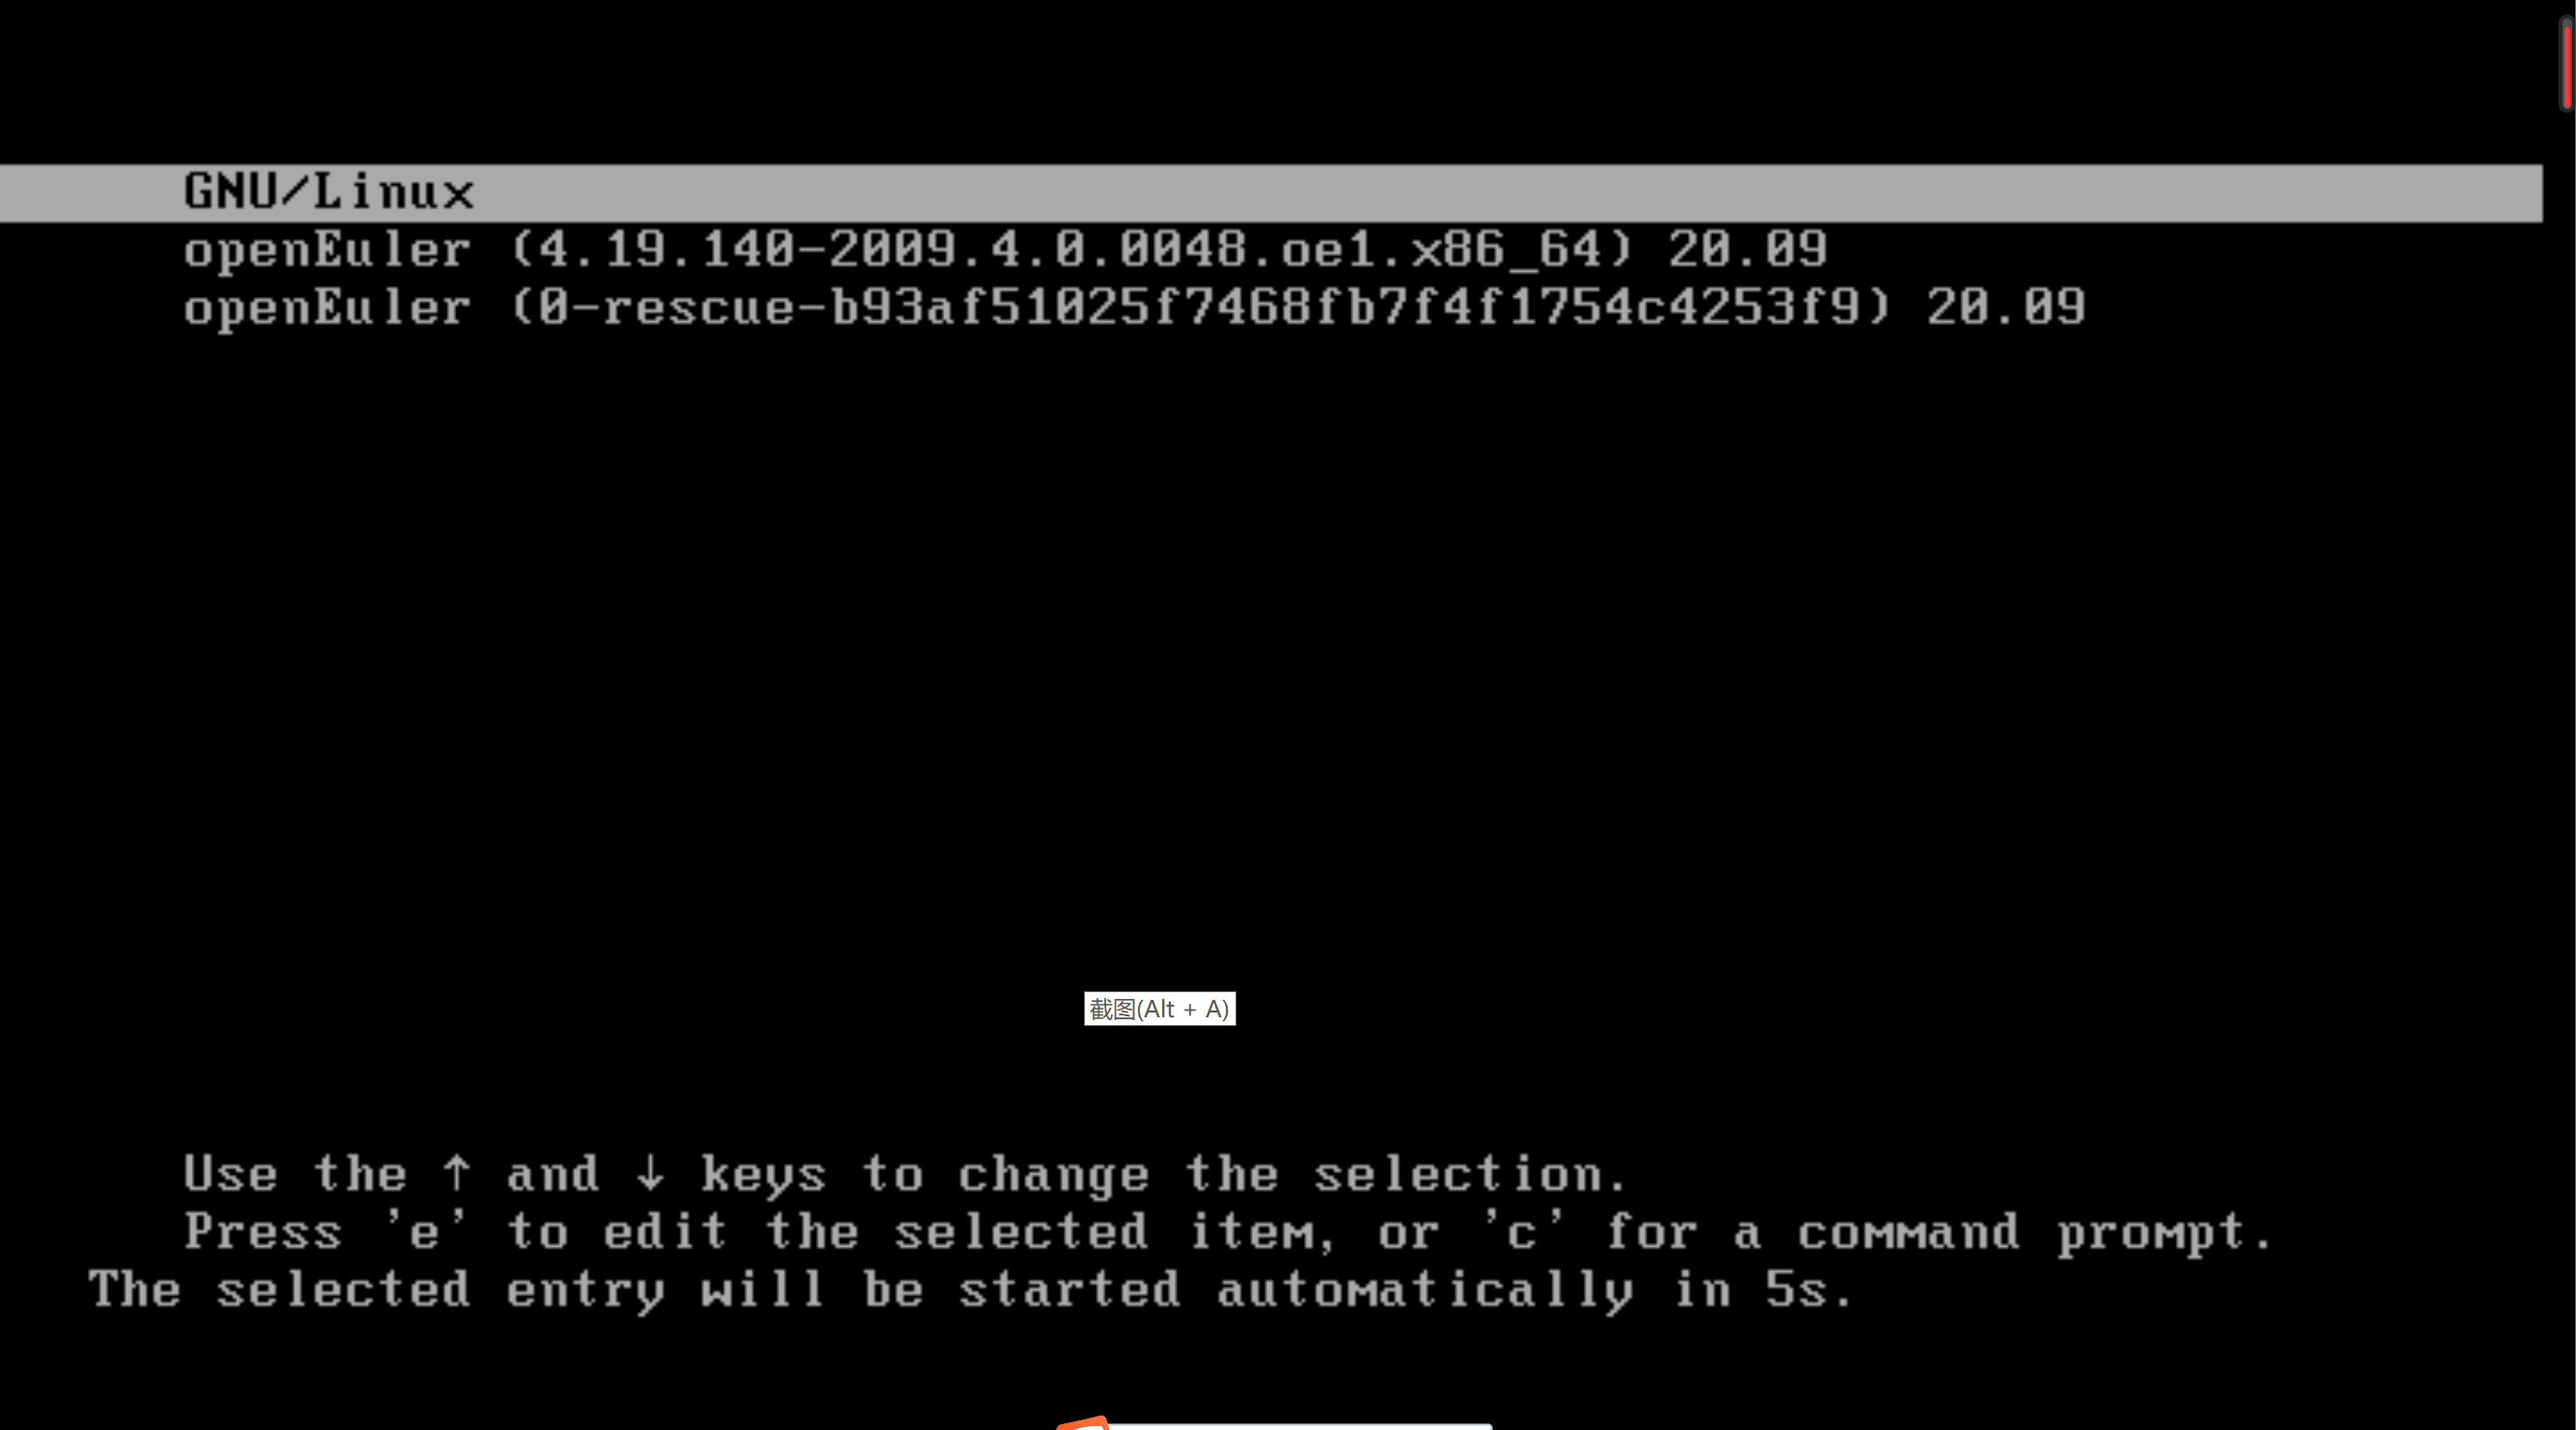 GNU/Linux
openEuler (4.19.140-2009.4.0.0048.oe1.x86_64) 20.09
openEuler (0-rescue-b93af51025f7468fb7f4f1754c4253f9) 20.09
截图(Alt + A)
Use the ↑ and ↓ keys to change the selection.
Press 'e' to edit the selected item, or 'c' for a command prompt.
The selected entry will be started automatically in 5s.